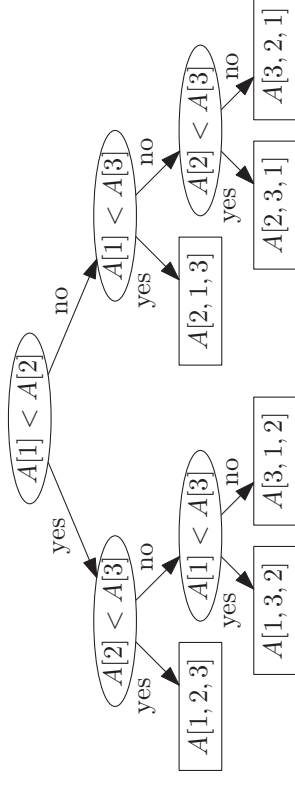 A[1] < A[2]
yes
no
A[2] < A[3]
A[1] < A[3]
yes
no
yes
no
A[1, 2, 3]
A[1] < A[3]
A[2, 1, 3]
A[2] < A[3]
yes
no
yes
no
A[1, 3, 2]
A[3, 1, 2]
A[2, 3, 1]
A[3, 2, 1]